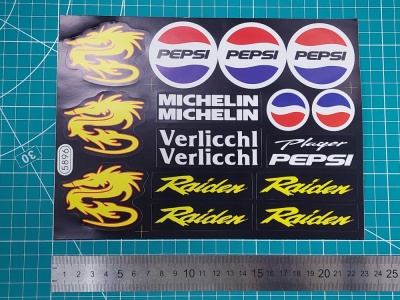 PEPSI PEPSI PEPSI
MICHELIN
MICHELIN
Verlicchl
Verlicchl
Player
PEPSI
5896
Raiden Raiden
Raiden Raiden
30
1 2 3 4 5 6 7 8 9 10 11 12 13 14 15 16 17 18 19 20 21 22 23 24 25